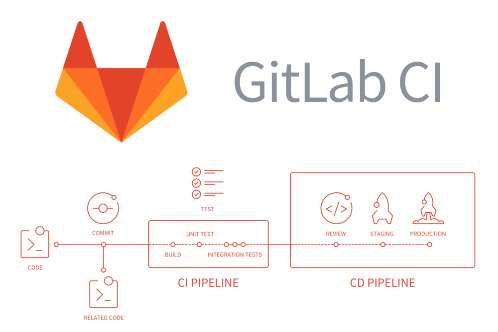 GitLab CI
TEST
COMMIT
UNIT TEST
REVIEW
STAGING
PRODUCTION
BUILD
INTEGRATION TESTS
CODE
CI PIPELINE
CD PIPELINE
RELATED CODE